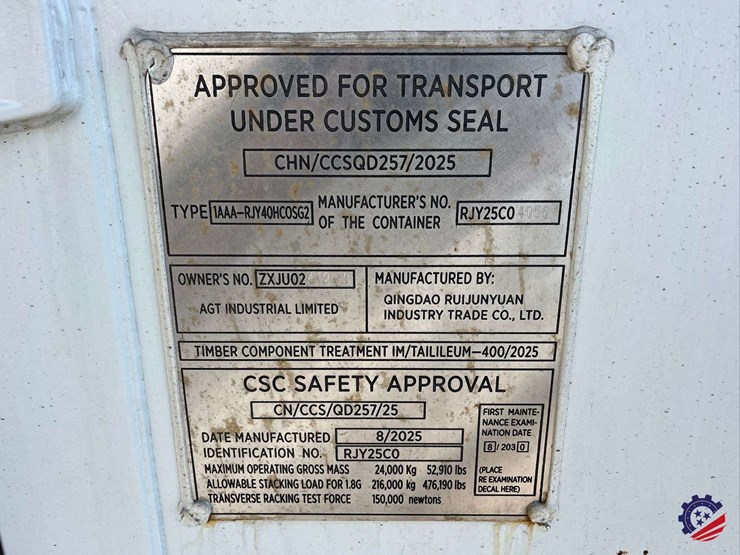 APPROVED FOR TRANSPORT
UNDER CUSTOMS SEAL
CHN/CCSQD257/2025
TYPE 1AAA-RJY40HCOSG2 MANUFACTURER'S NO. OF THE CONTAINER RJY25C0
OWNER'S NO. ZXJU02
AGT INDUSTRIAL LIMITED
MANUFACTURED BY:
QINGDAO RUIJUNYUAN
INDUSTRY TRADE CO., LTD.
TIMBER COMPONENT TREATMENT IM/TAILILEUM-400/2025
CSC SAFETY APPROVAL
CN/CCS/QD257/25
DATE MANUFACTURED 8/2025
IDENTIFICATION NO. RJY25C0
MAXIMUM OPERATING GROSS MASS 24,000 Kg 52,910 lbs
ALLOWABLE STACKING LOAD FOR 1.8G 216,000 kg 476,190 lbs
TRANSVERSE RACKING TEST FORCE 150,000 newtons
FIRST MAINTE-
NANCE EXAMI-
NATION DATE
8/2030
(PLACE
RE EXAMINATION
DECAL HERE)